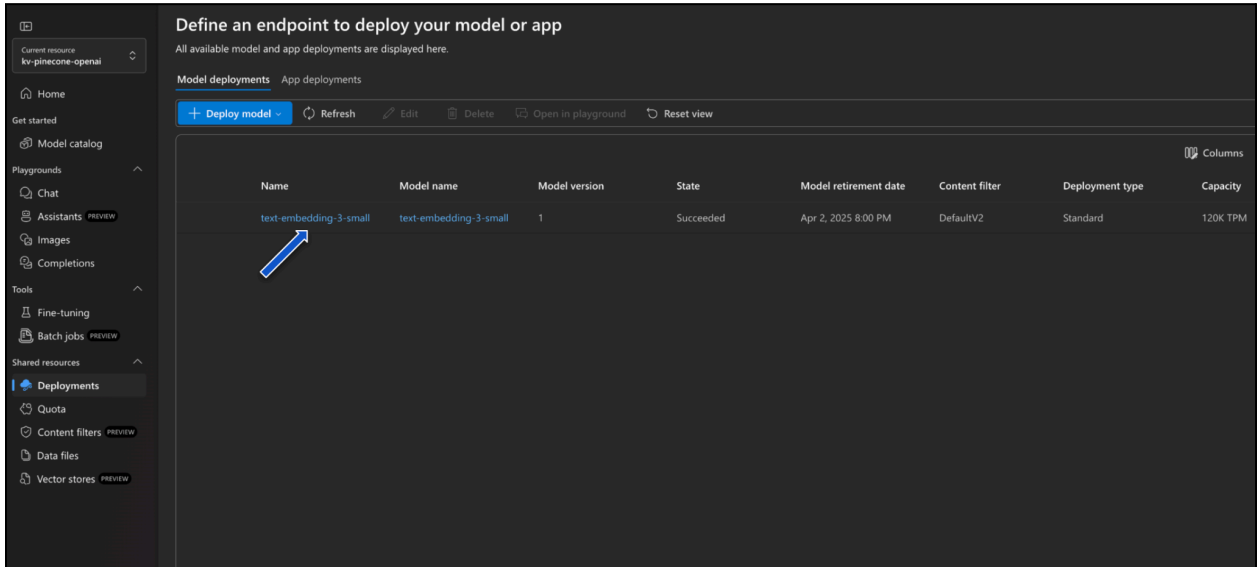 Current resource
kv-pinecone-openai
Home
Get started
Model catalog
Playgrounds
Chat
Assistants PREVIEW
Images
Completions
Tools
Fine-tuning
Batch jobs PREVIEW
Shared resources
Deployments
Quota
Content filters PREVIEW
Data files
Vector stores PREVIEW
Define an endpoint to deploy your model or app
All available model and app deployments are displayed here.
Model deployments App deployments
Deploy model Refresh Edit Delete Open in playground Reset view
Columns
Name Model name Model version State Model retirement date Content filter Deployment type Capacity
text-embedding-3-small text-embedding-3-small 1 Succeeded Apr 2, 2025 8:00 PM DefaultV2 Standard 120K TPM